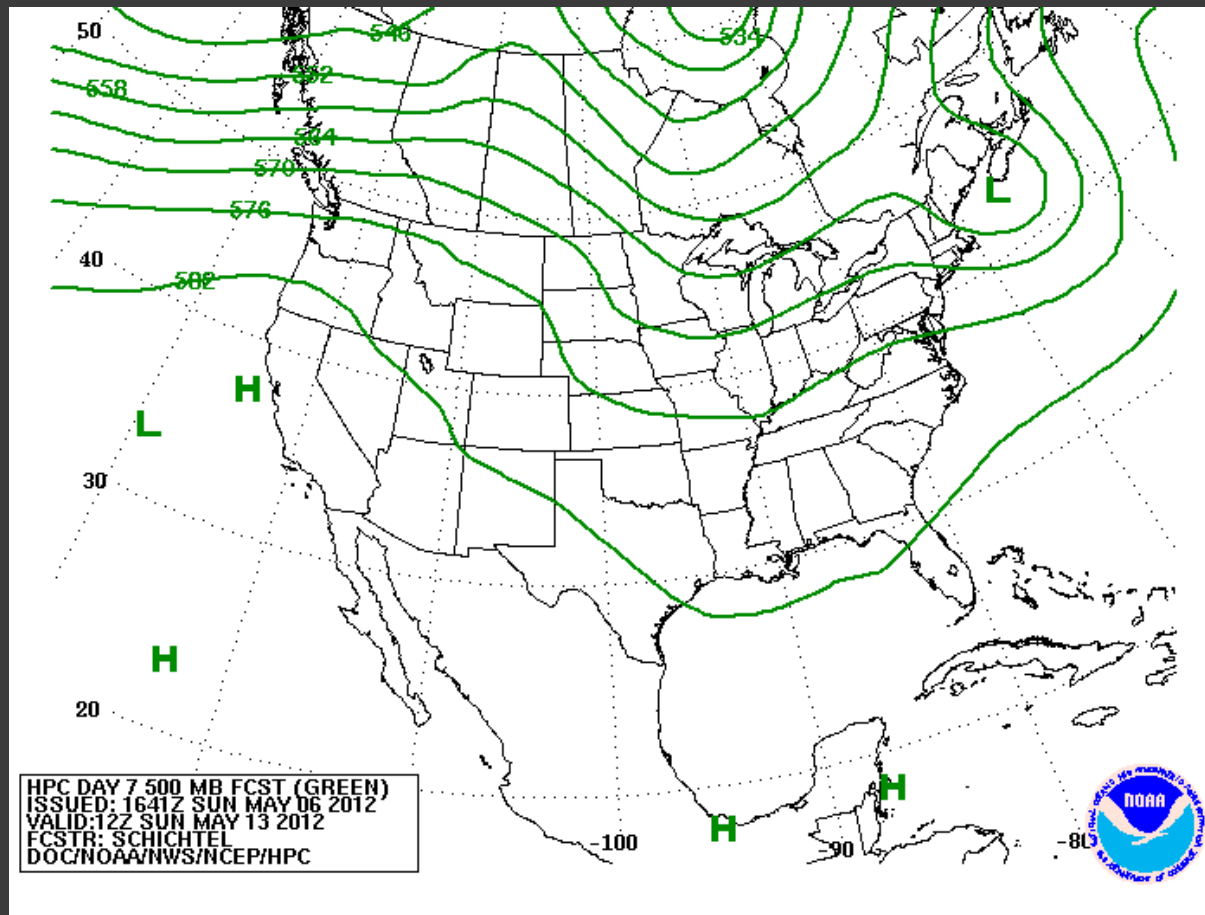 50
546
534
552
558
564
570
576
40
582
H
L
L
30
H
20
H
H
-100
-90
-80
HPC DAY 7 500 MB FCST (GREEN)
ISSUED: 1641Z SUN MAY 06 2012
VALID:12Z SUN MAY 13 2012
FCSTR: SCHICHTEL
DOC/NOAA/NWS/NCEP/HPC
NOAA